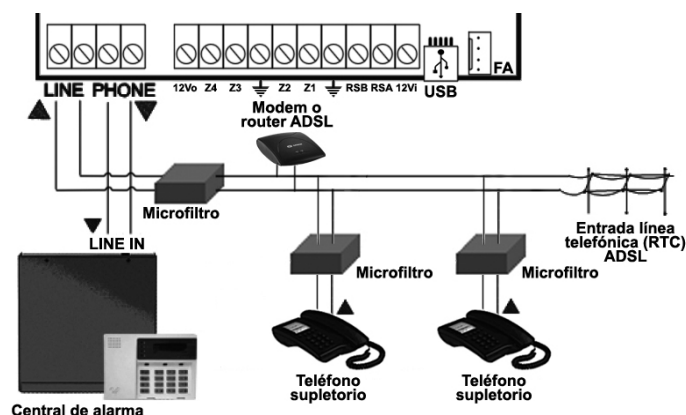 LINE PHONE
12Vo Z4 Z3 Z2 Z1 RSB RSA 12Vi
USB
FA
Modem o
router ADSL
Microfiltro
LINE IN
Entrada línea
telefónica (RTC)
ADSL
Microfiltro
Microfiltro
Teléfono
supletorio
Teléfono
supletorio
Central de alarma